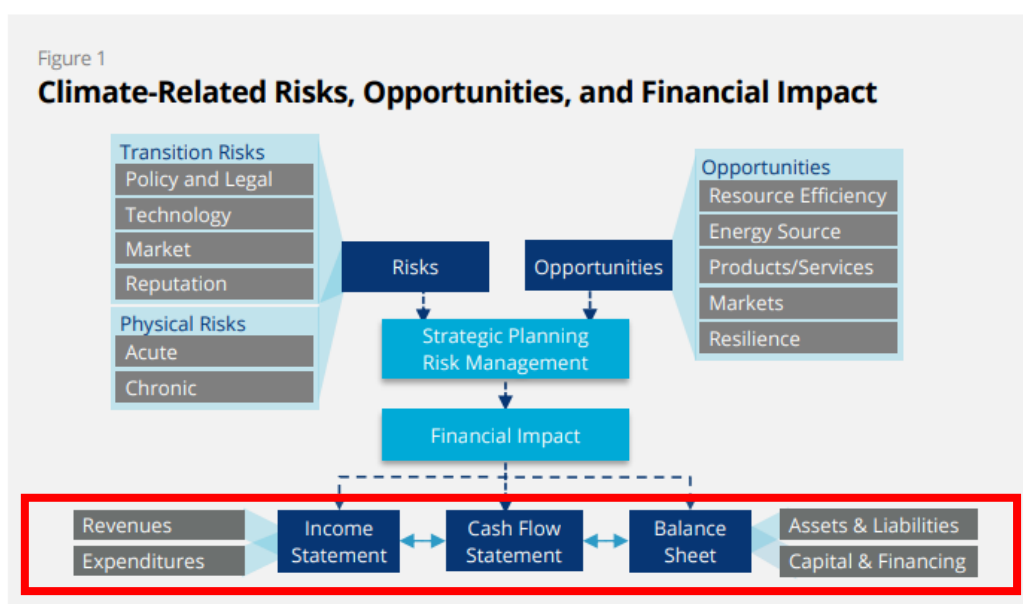 Figure 1
Climate-Related Risks, Opportunities, and Financial Impact
Transition Risks
Policy and Legal
Technology
Market
Reputation
Physical Risks
Acute
Chronic
Risks
Opportunities
Opportunities
Resource Efficiency
Energy Source
Products/Services
Markets
Resilience
Strategic Planning
Risk Management
Financial Impact
Revenues
Expenditures
Income
Statement
Cash Flow
Statement
Balance
Sheet
Assets & Liabilities
Capital & Financing